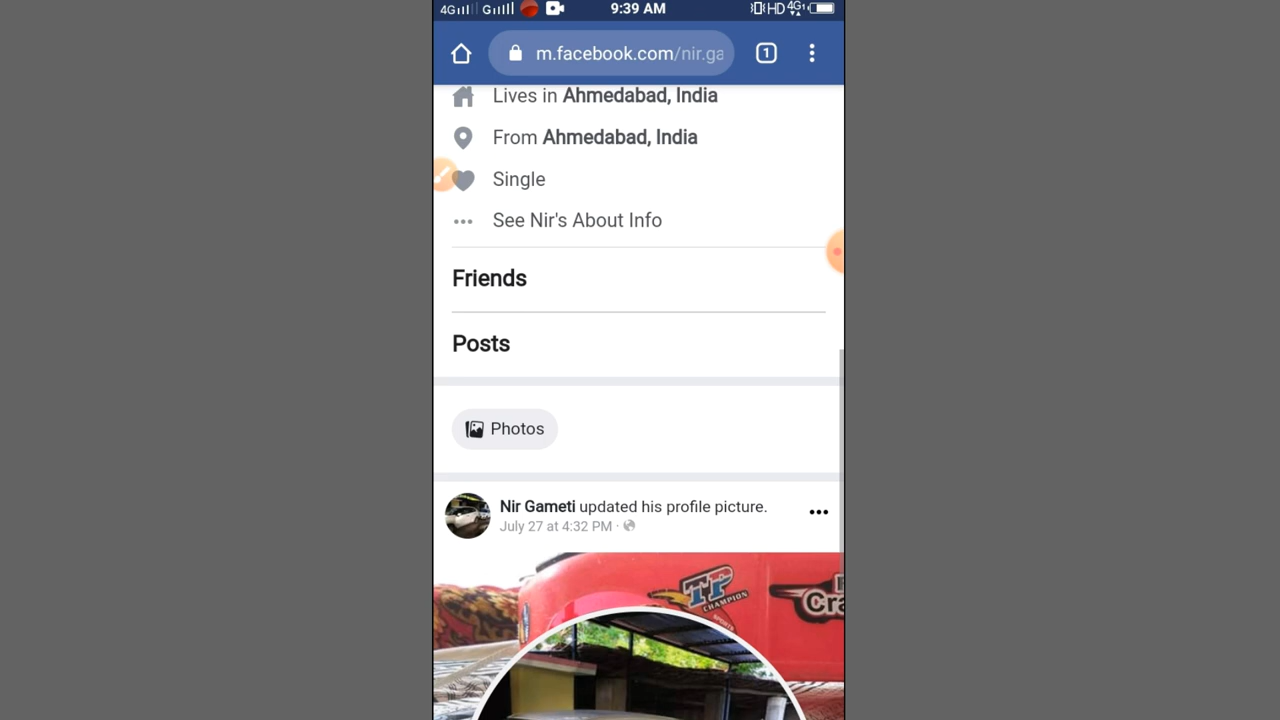 4G G 9:39 AM HD 4G
m.facebook.com/nir.ga 1
Lives in Ahmedabad, India
From Ahmedabad, India
Single
See Nir's About Info
Friends
Posts
Photos
Nir Gameti updated his profile picture.
July 27 at 4:32 PM ·
TP
CHAMPION
SPORTS
Cra